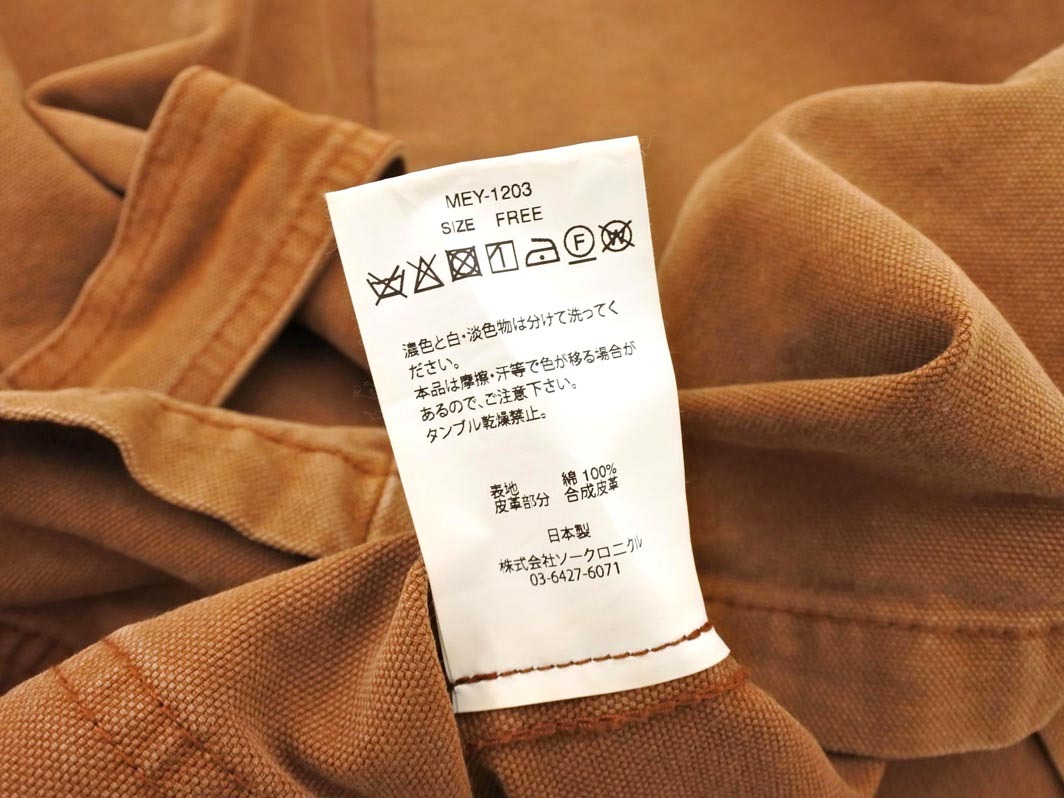 MEY-1203
SIZE FREE
濃色と白・淡色物は分けて洗ってく
ださい。
本品は摩擦・汗等で色が移る場合が
あるので、ご注意下さい。
タンブル乾燥禁止。
表地 綿 100%
皮革部分 合成皮革
日本製
株式会社ソークロニクル
03-6427-6071